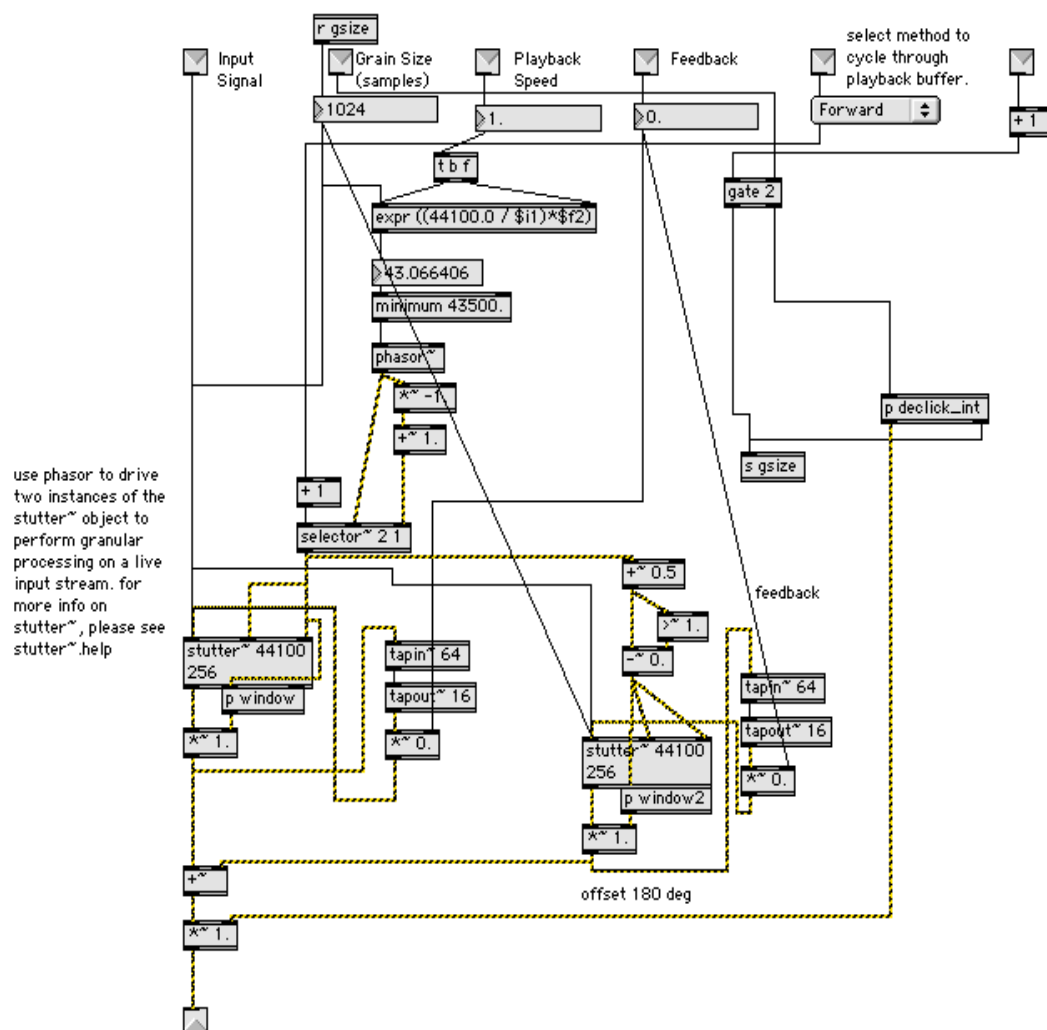 r gsize
Input
Signal
Grain Size
(samples)
Playback
Speed
Feedback
select method to
cycle through
playback buffer.
1024
1.
0.
Forward
+ 1
t b f
gate 2
expr ((44100.0 / $i1)*$f2)
43.066406
minimum 43500.
phasor~
*~ -1.
p declick_int
+~ 1.
s gsize
use phasor to drive
two instances of the
stutter~ object to
perform granular
processing on a live
input stream. for
more info on
stutter~, please see
stutter~.help
+ 1
selector~ 2 1
+~ 0.5
feedback
>~ 1.
stutter~ 44100
256
tapin~ 64
-~ 0.
p window
tapout~ 16
tapin~ 64
*~ 1.
*~ 0.
tapout~ 16
stutter~ 44100
256
*~ 0.
p window2
*~ 1.
+~
offset 180 deg
*~ 1.